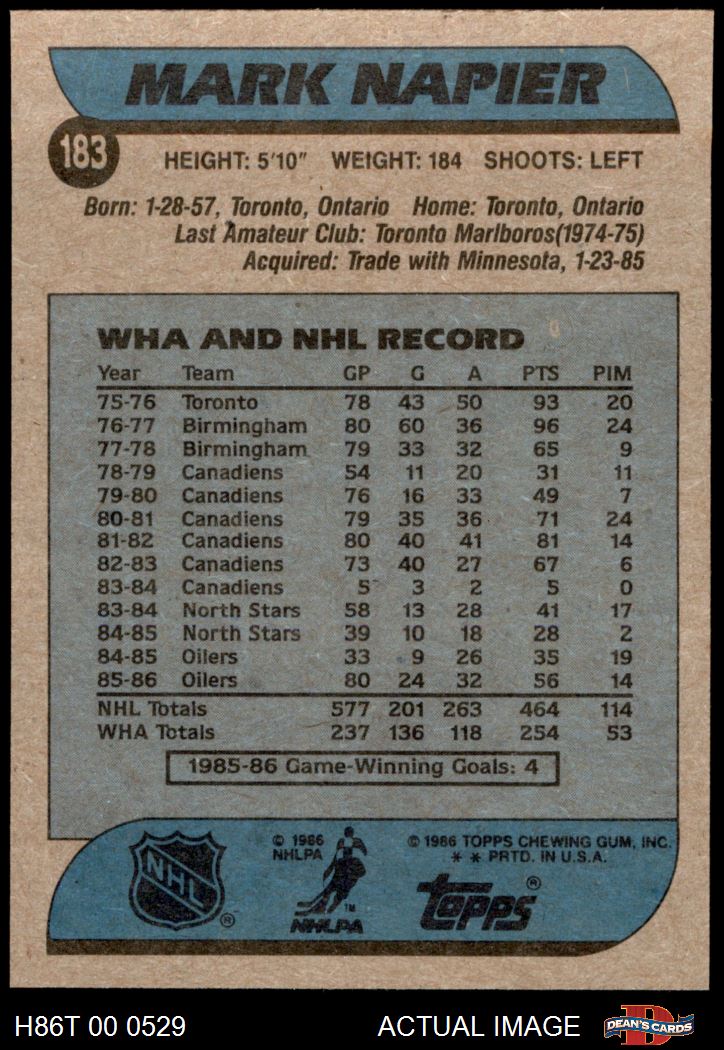 MARK NAPIER
183
HEIGHT: 5'10" WEIGHT: 184 SHOOTS: LEFT
Born: 1-28-57, Toronto, Ontario Home: Toronto, Ontario
Last Amateur Club: Toronto Marlboros(1974-75)
Acquired: Trade with Minnesota, 1-23-85
WHA AND NHL RECORD
Year Team GP G A PTS PIM
75-76 Toronto 78 43 50 93 20
76-77 Birmingham 80 60 36 96 24
77-78 Birmingham 79 33 32 65 9
78-79 Canadiens 54 11 20 31 11
79-80 Canadiens 76 16 33 49 7
80-81 Canadiens 79 35 36 71 24
81-82 Canadiens 80 40 41 81 14
82-83 Canadiens 73 40 27 67 6
83-84 Canadiens 5 3 2 5 0
83-84 North Stars 58 13 28 41 17
84-85 North Stars 39 10 18 28 2
84-85 Oilers 33 9 26 35 19
85-86 Oilers 80 24 32 56 14
NHL Totals 577 201 263 464 114
WHA Totals 237 136 118 254 53
1985-86 Game-Winning Goals: 4
NHL ®
© 1986
NHLPA
TM
NHLPA
© 1986 TOPPS CHEWING GUM, INC.
* * PRTD. IN U.S.A.
topps ®
H86T 00 0529 ACTUAL IMAGE
D
DEAN'S CARDS